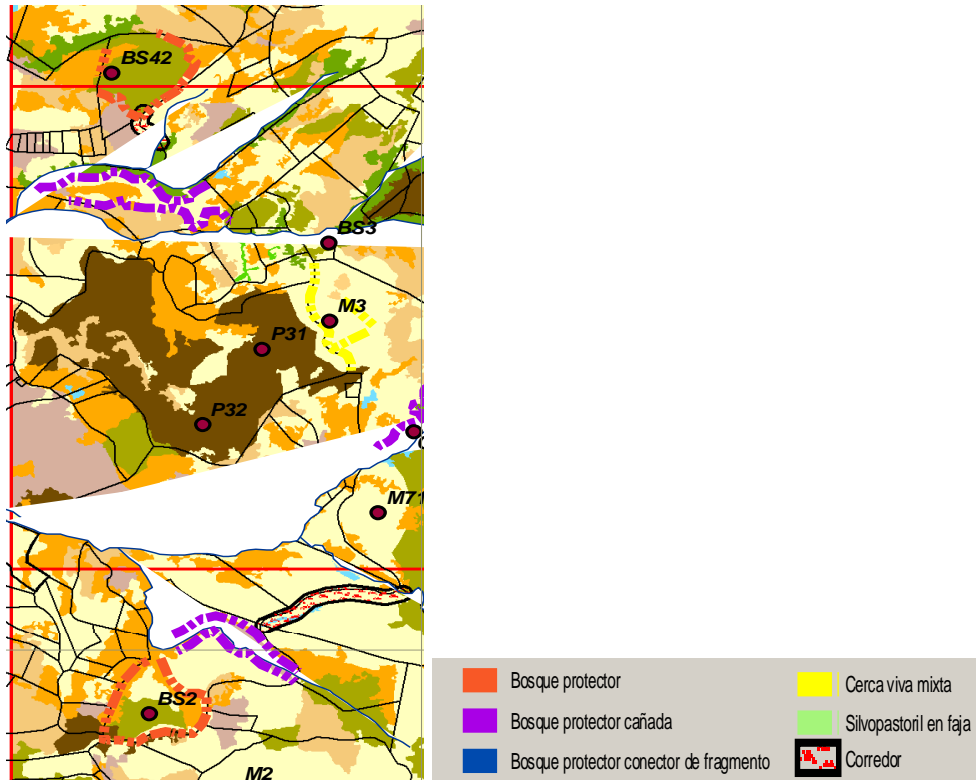 BS42
BS3
M3
P31
P32
M71
BS2
M2
Bosque protector
Bosque protector cañada
Bosque protector conector de fragmento
Cerca viva mixta
Silvopastoril en faja
Corredor